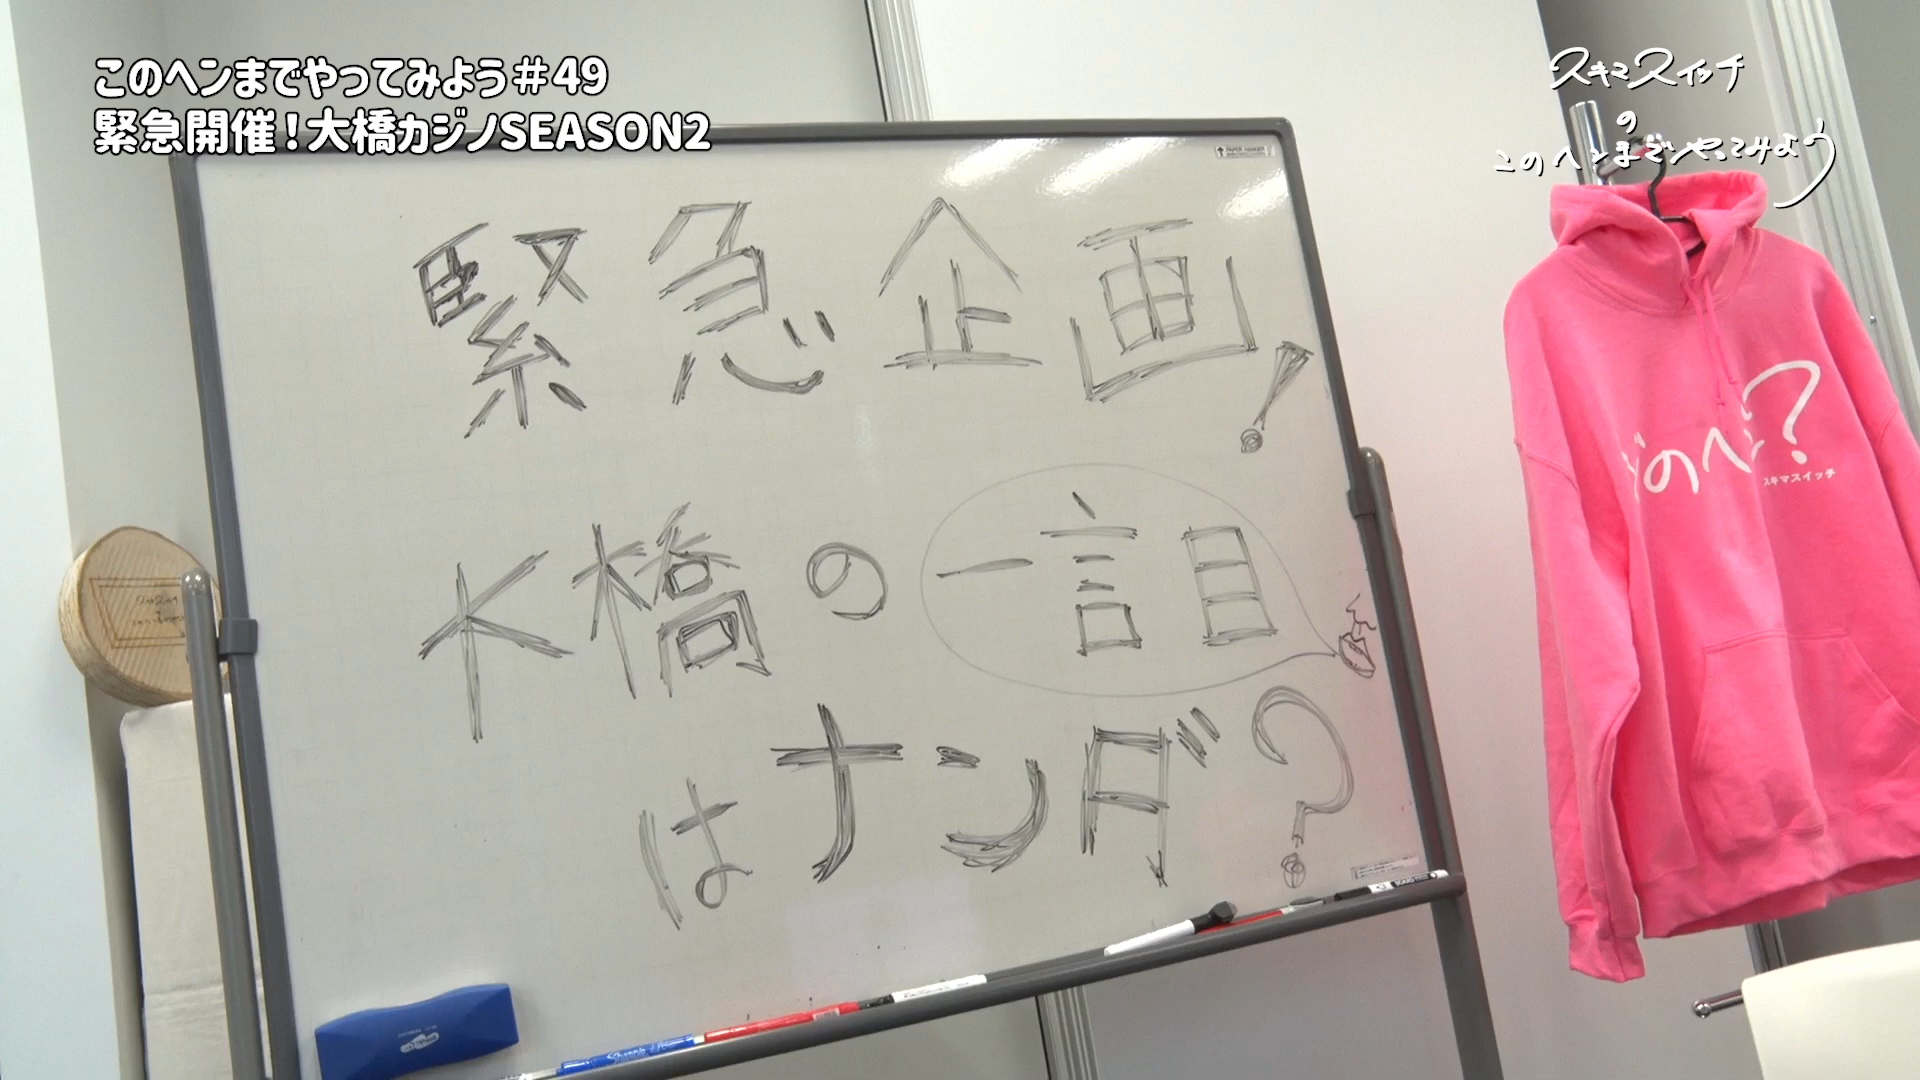 このヘンまでやってみよう#49
緊急開催!大橋カジノSEASON2
スキマスイッチ
の
このヘンまでやってみよう
緊急企画!
大橋の一言目
はナンダ?
このヘン?
スキマスイッチ
Sharpie